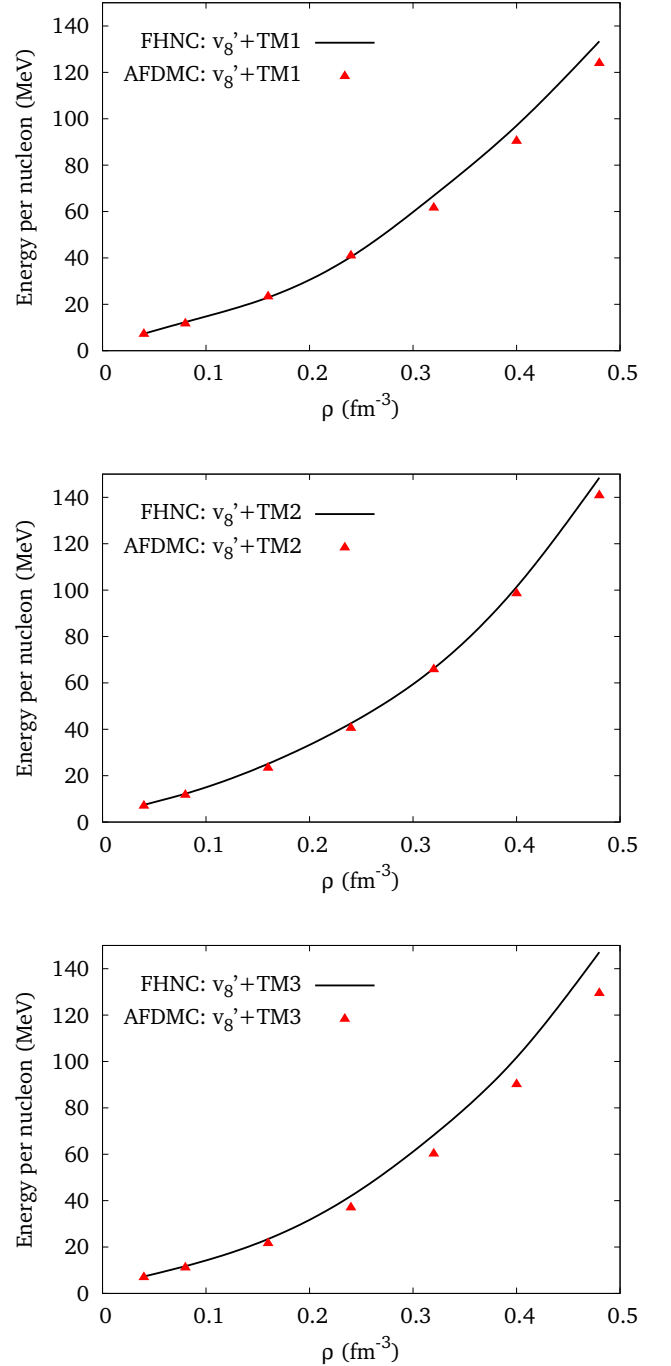 140
120
100
80
60
40
20
0
Energy per nucleon (MeV)
FHNC: v₈’+TM1
AFDMC: v₈’+TM1
0 0.1 0.2 0.3 0.4 0.5
ρ (fm⁻³)
140
120
100
80
60
40
20
0
Energy per nucleon (MeV)
FHNC: v₈’+TM2
AFDMC: v₈’+TM2
0 0.1 0.2 0.3 0.4 0.5
ρ (fm⁻³)
140
120
100
80
60
40
20
0
Energy per nucleon (MeV)
FHNC: v₈’+TM3
AFDMC: v₈’+TM3
0 0.1 0.2 0.3 0.4 0.5
ρ (fm⁻³)